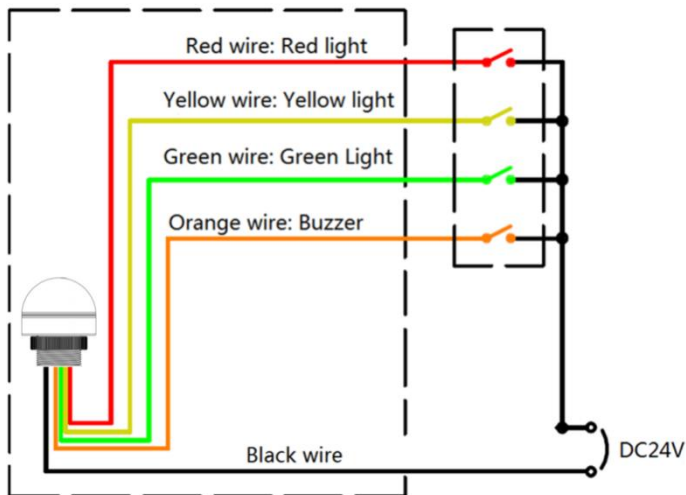 Red wire: Red light
Yellow wire: Yellow light
Green wire: Green Light
Orange wire: Buzzer
Black wire
DC24V